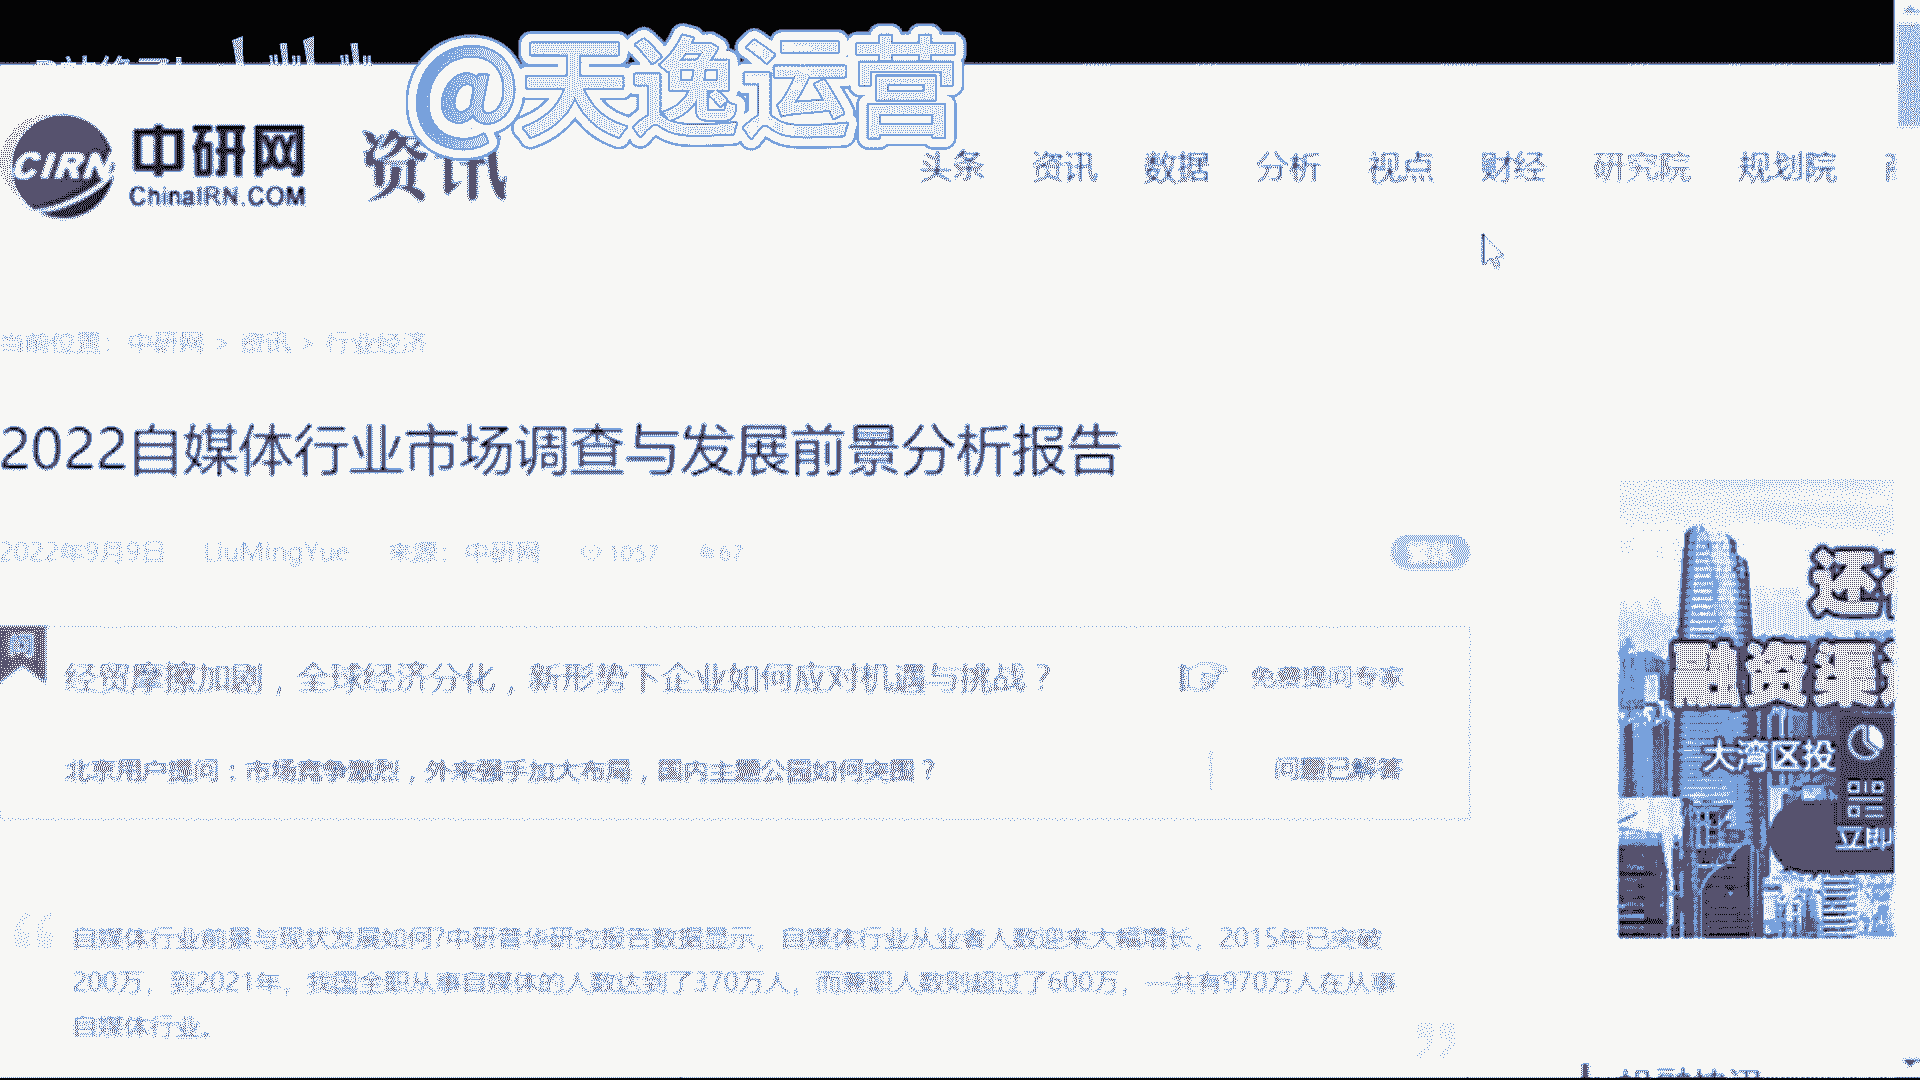 @天逸运营
CIRN 中研网 资讯
ChinaIRN.COM
头条 资讯 数据 分析 视点 财经 研究院 规划院
当前位置: 中研网 > 资讯 > 行业经济
2022自媒体行业市场调查与发展前景分析报告
2022年9月9日 LiuMingYue 来源: 中研网 1057 67
问
经贸摩擦加剧，全球经济分化，新形势下企业如何应对机遇与挑战？ 免费提问专家
北京用户提问：市场竞争激烈，外来强手加大布局，国内主题公园如何突围？ 问题已解答
融资渠
大湾区投
立即
“ 自媒体行业前景与现状发展如何?中研普华研究报告数据显示，自媒体行业从业者人数迎来大幅增长，2015年已突破
200万，到2021年，我国全职从事自媒体的人数达到了370万人，而兼职人数则超过了600万，一共有970万人在从事
自媒体行业。 ”